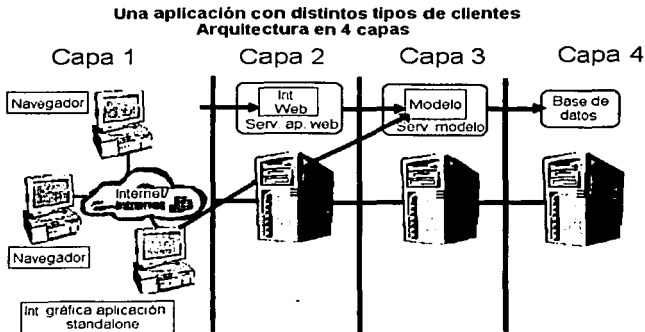 Una aplicación con distintos tipos de clientes
Arquitectura en 4 capas
Capa 1
Capa 2
Capa 3
Capa 4
Navegador
Int
Web
Serv. ap. web
Modelo
Serv modelo
Base de
datos
Internet/
Intranet
Navegador
Int gráfica aplicación
standalone